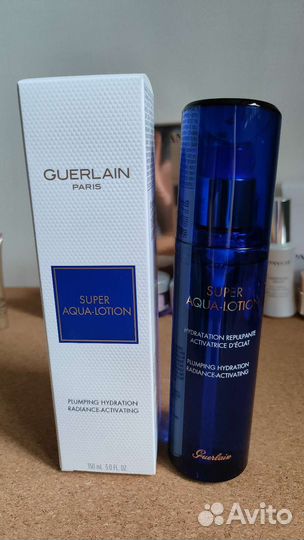 GUERLAIN
PARIS
SUPER
AQUA-LOTION
PLUMPING HYDRATION
RADIANCE-ACTIVATING
150 mL 5.0 FL. OZ
SUPER
AQUA-LOTION
HYDRATATION REPULPANTE
ACTIVATRICE D'ÉCLAT
PLUMPING HYDRATION
RADIANCE-ACTIVATING
Guerlain
Avito